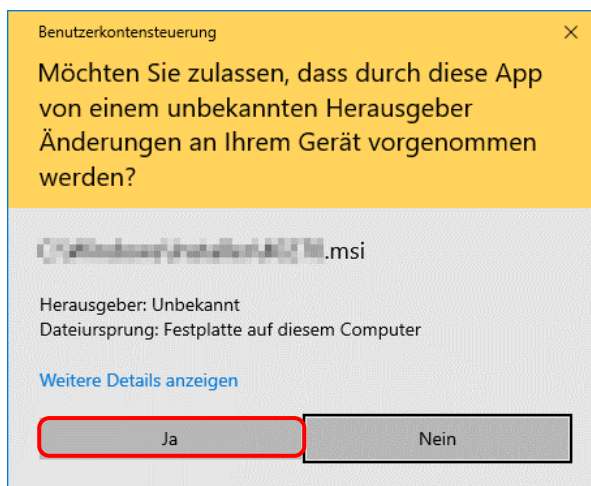 Benutzerkontensteuerung
Möchten Sie zulassen, dass durch diese App
von einem unbekannten Herausgeber
Änderungen an Ihrem Gerät vorgenommen
werden?
.msi
Herausgeber: Unbekannt
Dateiursprung: Festplatte auf diesem Computer
Weitere Details anzeigen
Ja
Nein